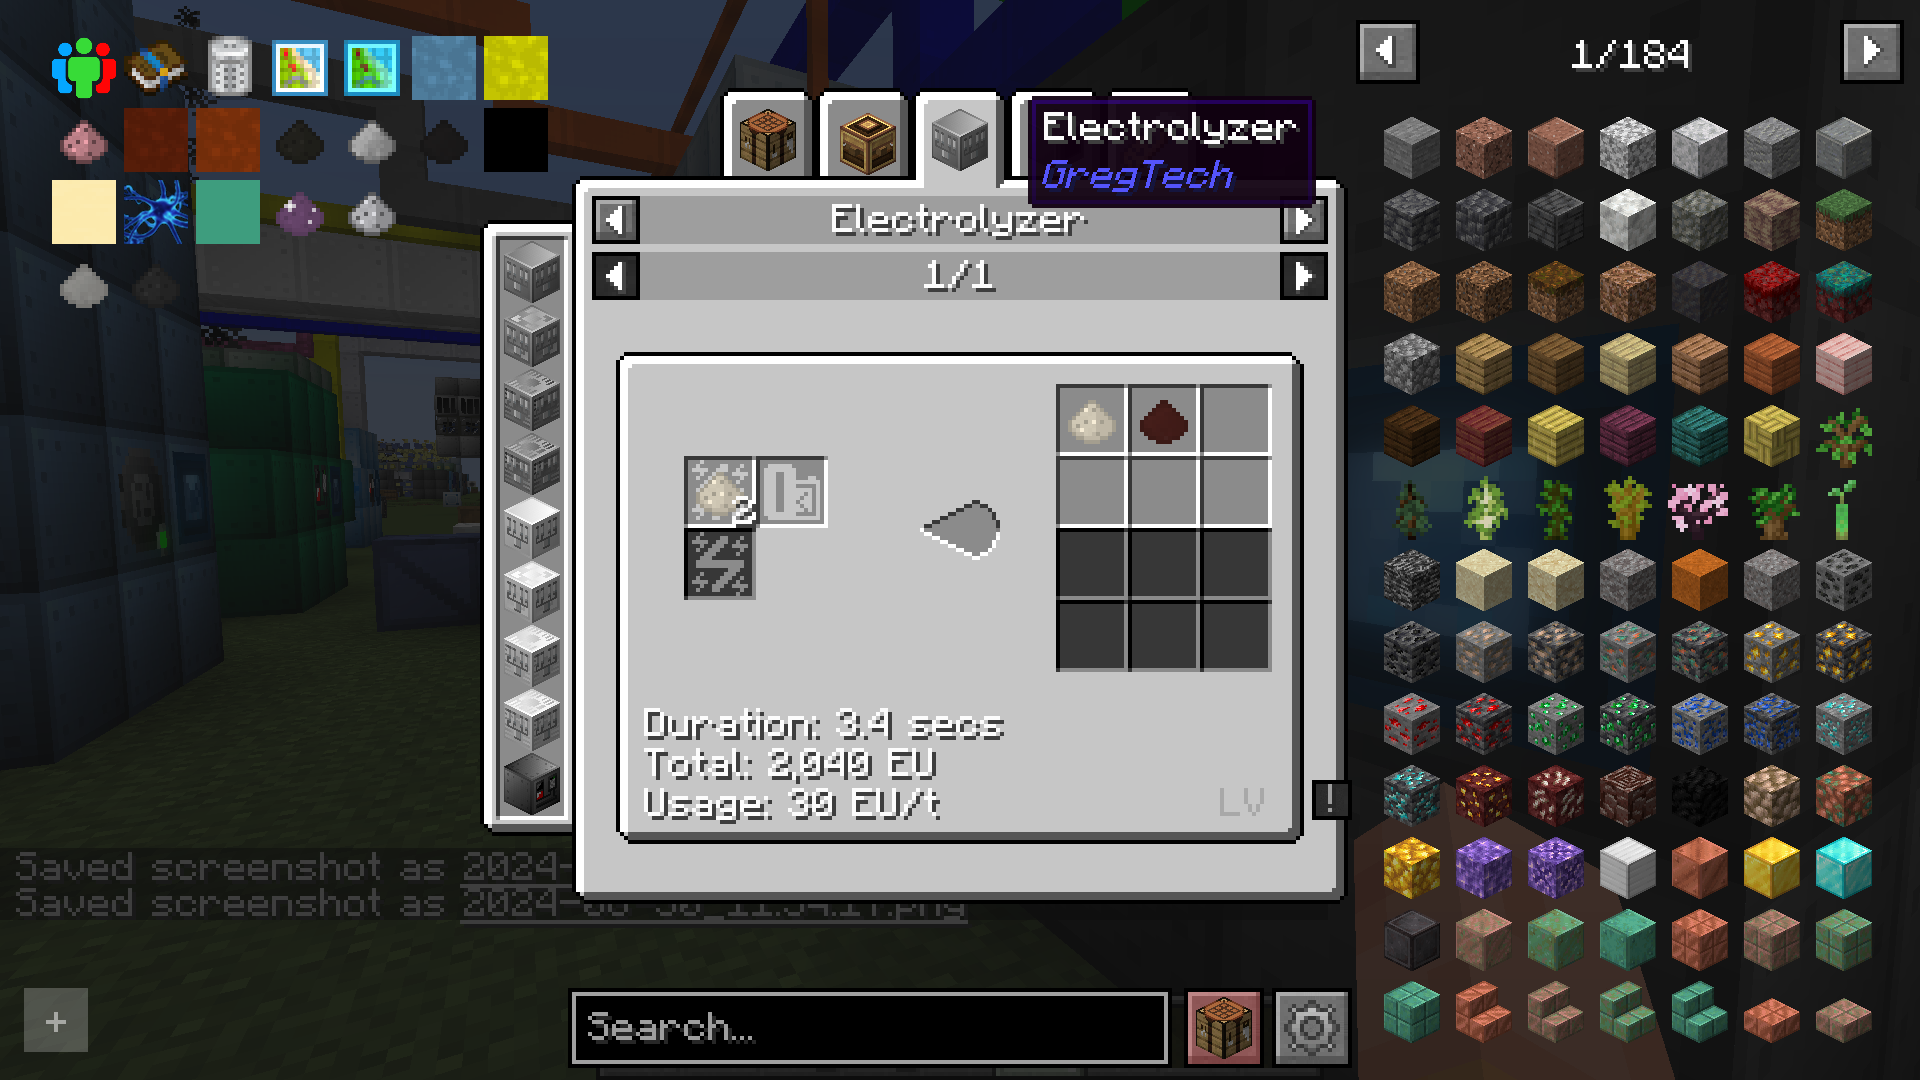 1/184
Electrolyzer
GregTech
Electrolyzer
1/1
2
Duration: 3.4 secs
Total: 2,040 EU
Usage: 30 EU/t
LV
!
Saved screenshot as 2024-
Saved screenshot as
Search...
+